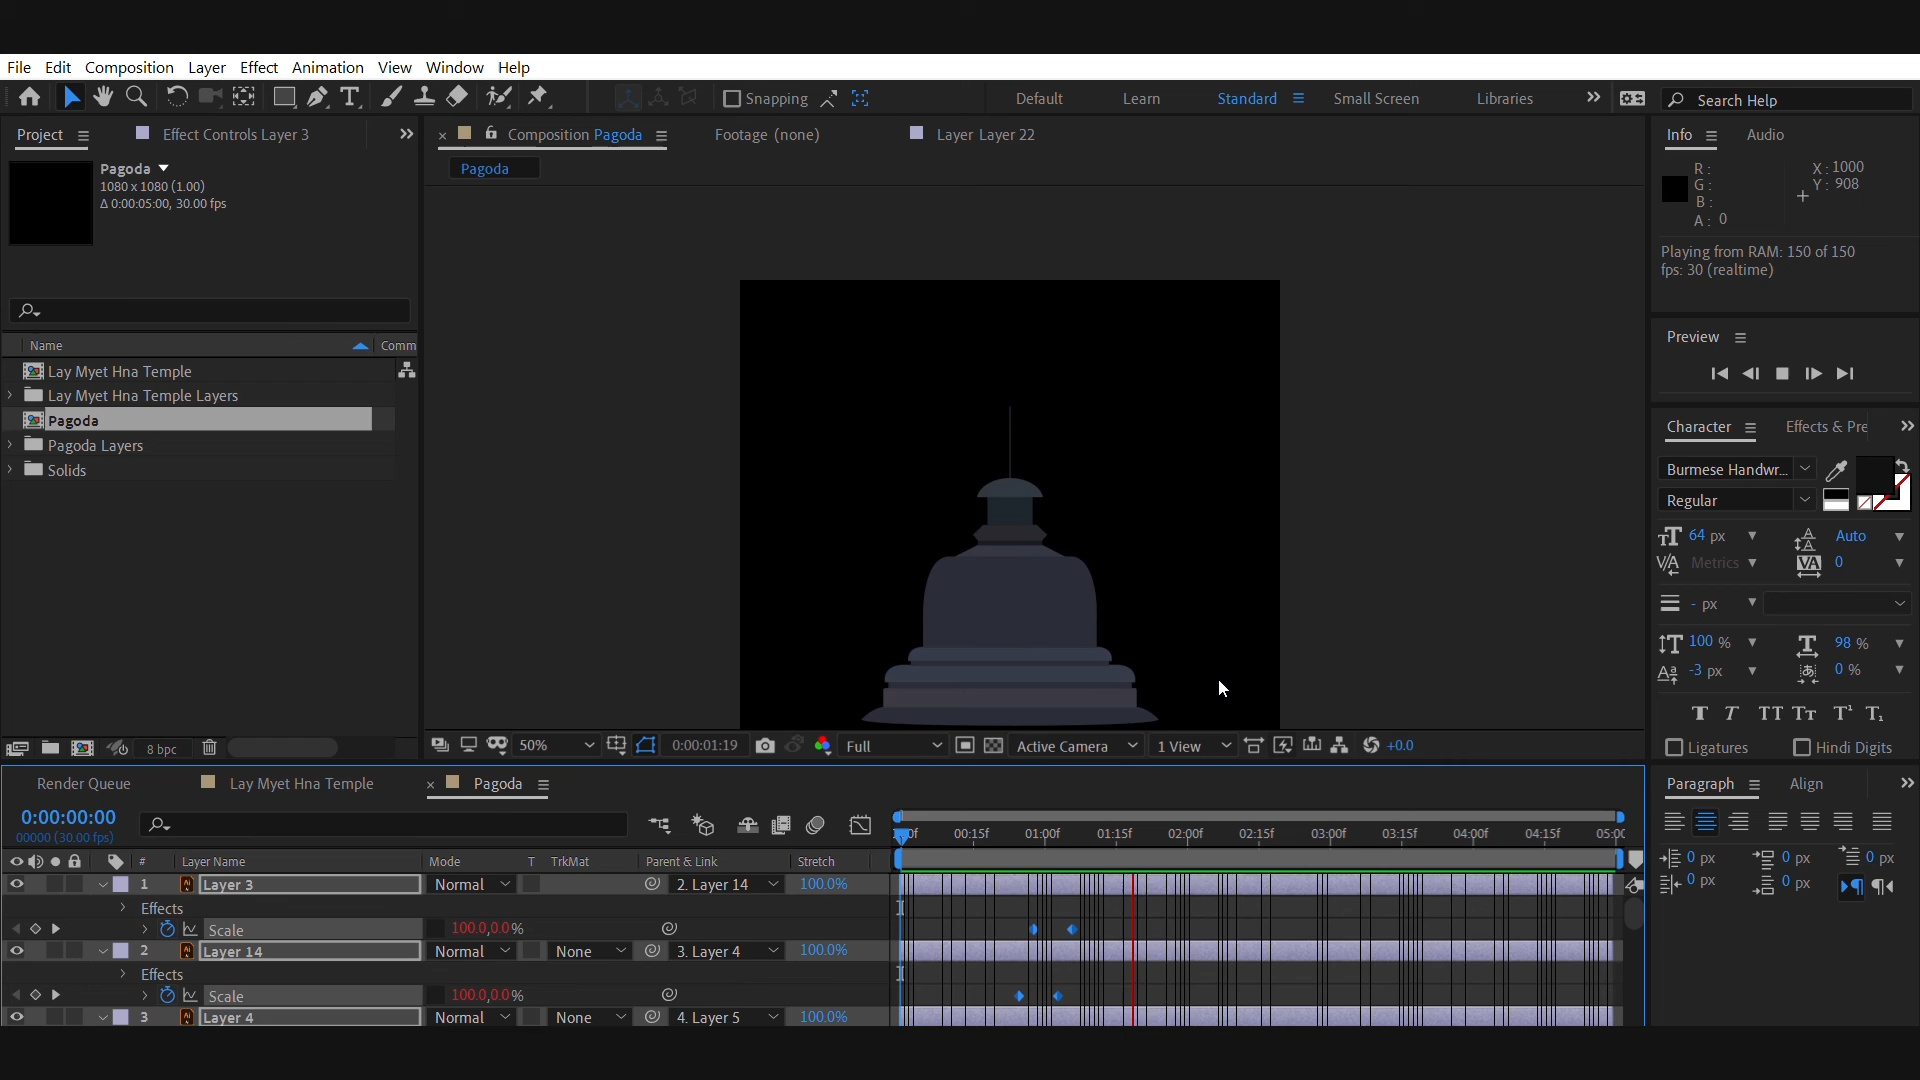 File Edit Composition Layer Effect Animation View Window Help
Snapping Default Learn Standard Small Screen Libraries Search Help
Project Effect Controls Layer 3 Composition Pagoda Footage (none) Layer Layer 22 Info Audio
Pagoda
1080 x 1080 (1.00)
Δ 0:00:05:00, 30.00 fps
Pagoda
R:
G:
B:
A: 0
X: 1000
Y: 908
Playing from RAM: 150 of 150
fps: 30 (realtime)
Preview
Name Comm
Lay Myet Hna Temple
Lay Myet Hna Temple Layers
Pagoda
Pagoda Layers
Solids
Character Effects & Pre
Burmese Handwr...
Regular
64 px Auto
Metrics 0
- px
100 % 98 %
-3 px 0 %
T T TT Tt T¹ T₁
Ligatures Hindi Digits
8 bpc 50% 0:00:01:19 Full Active Camera 1 View +0.0
Render Queue Lay Myet Hna Temple Pagoda
Paragraph Align
0:00:00:00
00000 (30.00 fps)
00:15f 01:00f 01:15f 02:00f 02:15f 03:00f 03:15f 04:00f 04:15f 05:00
# Layer Name Mode T TrkMat Parent & Link Stretch
1 Layer 3 Normal 2. Layer 14 100.0%
Effects
Scale 100.0,0.0%
2 Layer 14 Normal None 3. Layer 4 100.0%
Effects
Scale 100.0,0.0%
3 Layer 4 Normal None 4. Layer 5 100.0%
0 px 0 px 0 px
0 px 0 px